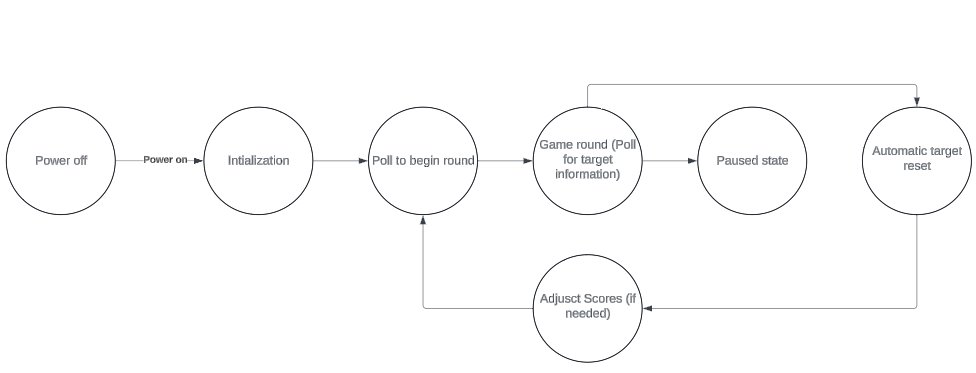 Power off
Power on
Intialization
Poll to begin round
Game round (Poll
for target
information)
Paused state
Automatic target
reset
Adjusct Scores (if
needed)